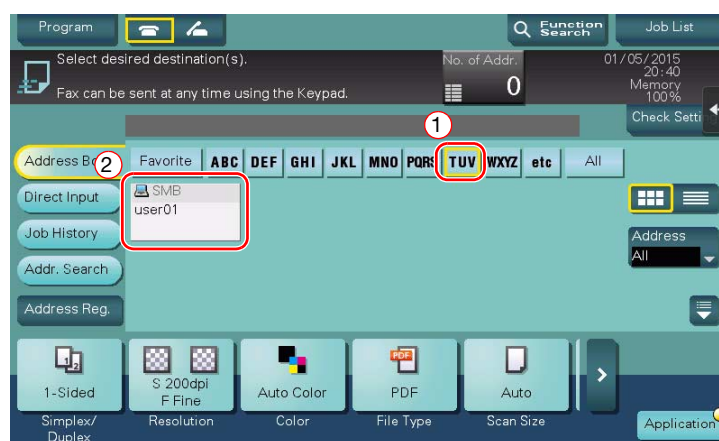 Program
Function
Search
Job List
Select desired destination(s).
Fax can be sent at any time using the Keypad.
No. of Addr.
0
01/05/2015
20:40
Memory
100%
Check Setti
1
Address B
2
Favorite ABC DEF GHI JKL MNO PQRS TUV WXYZ etc All
SMB
user01
Direct Input
Job History
Addr. Search
Address Reg.
Address
All
1-Sided
S 200dpi
F Fine
Auto Color
PDF
PDF
Auto
Simplex/
Duplex
Resolution
Color
File Type
Scan Size
Application